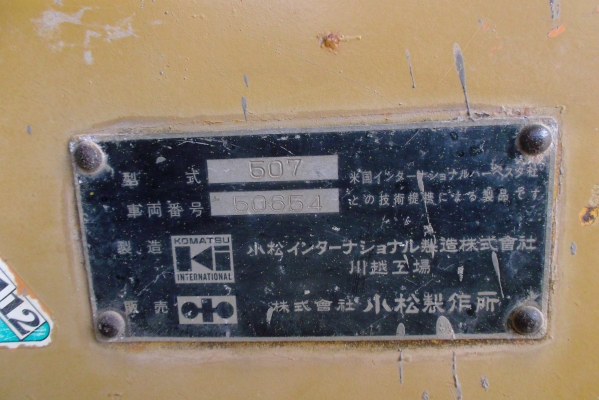 型式 507
米国インターナショナルハーベスタ社
との技術提携による製品です
車両番号 50654
製造 KOMATSU INTERNATIONAL 小松インターナショナル製造株式會社
川越工場
販売 株式會社 小松製作所
12